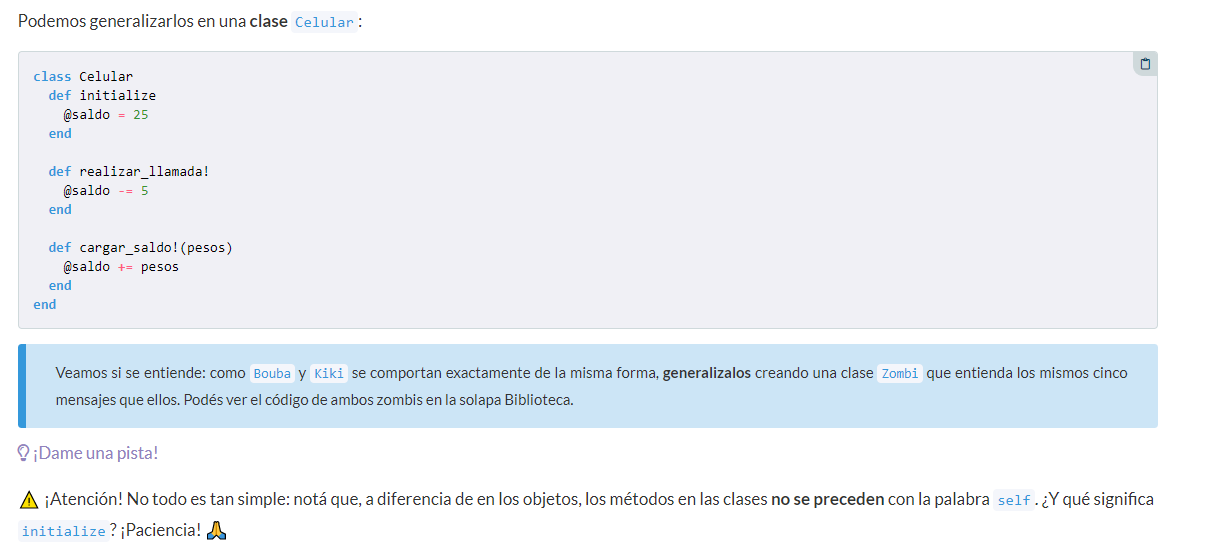 Podemos generalizarlos en una clase Celular:
class Celular
  def initialize
    @saldo = 25
  end

  def realizar_llamada!
    @saldo -= 5
  end

  def cargar_saldo!(pesos)
    @saldo += pesos
  end
end
Veamos si se entiende: como Bouba y Kiki se comportan exactamente de la misma forma, generalizalos creando una clase Zombi que entienda los mismos cinco
mensajes que ellos. Podés ver el código de ambos zombis en la solapa Biblioteca.
¡Dame una pista!
¡Atención! No todo es tan simple: notá que, a diferencia de en los objetos, los métodos en las clases no se preceden con la palabra self. ¿Y qué significa
initialize? ¡Paciencia!